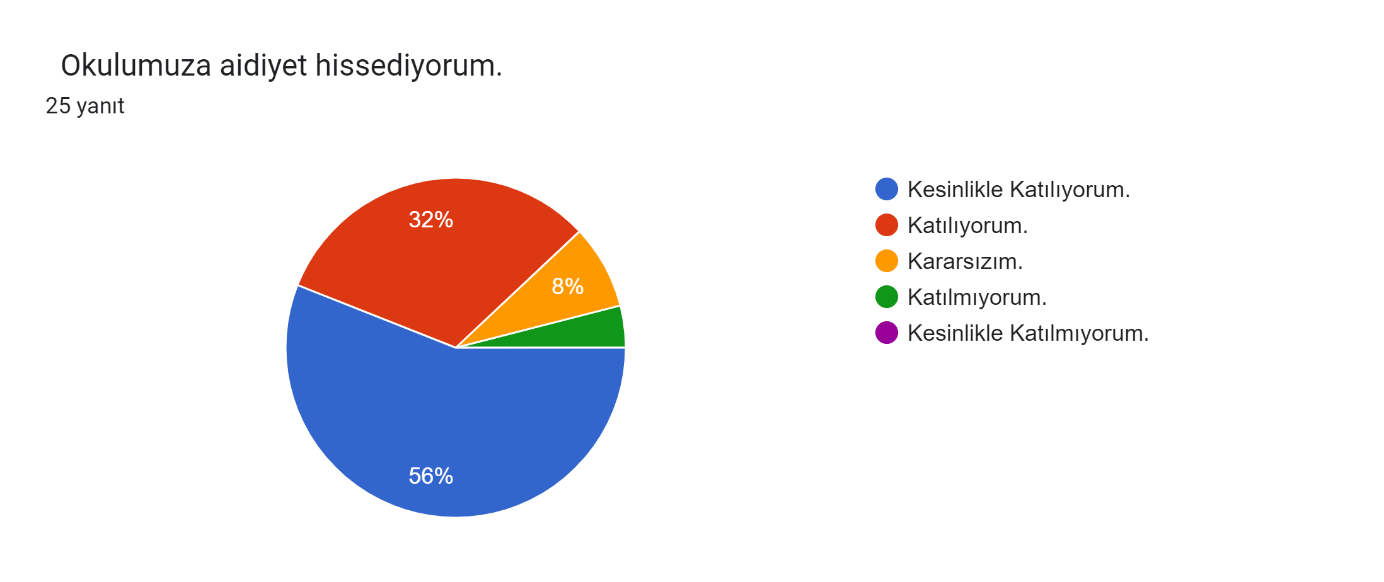 Okulumuza aidiyet hissediyorum.
25 yanıt
32%
8%
56%
Kesinlikle Katılıyorum.
Katılıyorum.
Kararsızım.
Katılmıyorum.
Kesinlikle Katılmıyorum.